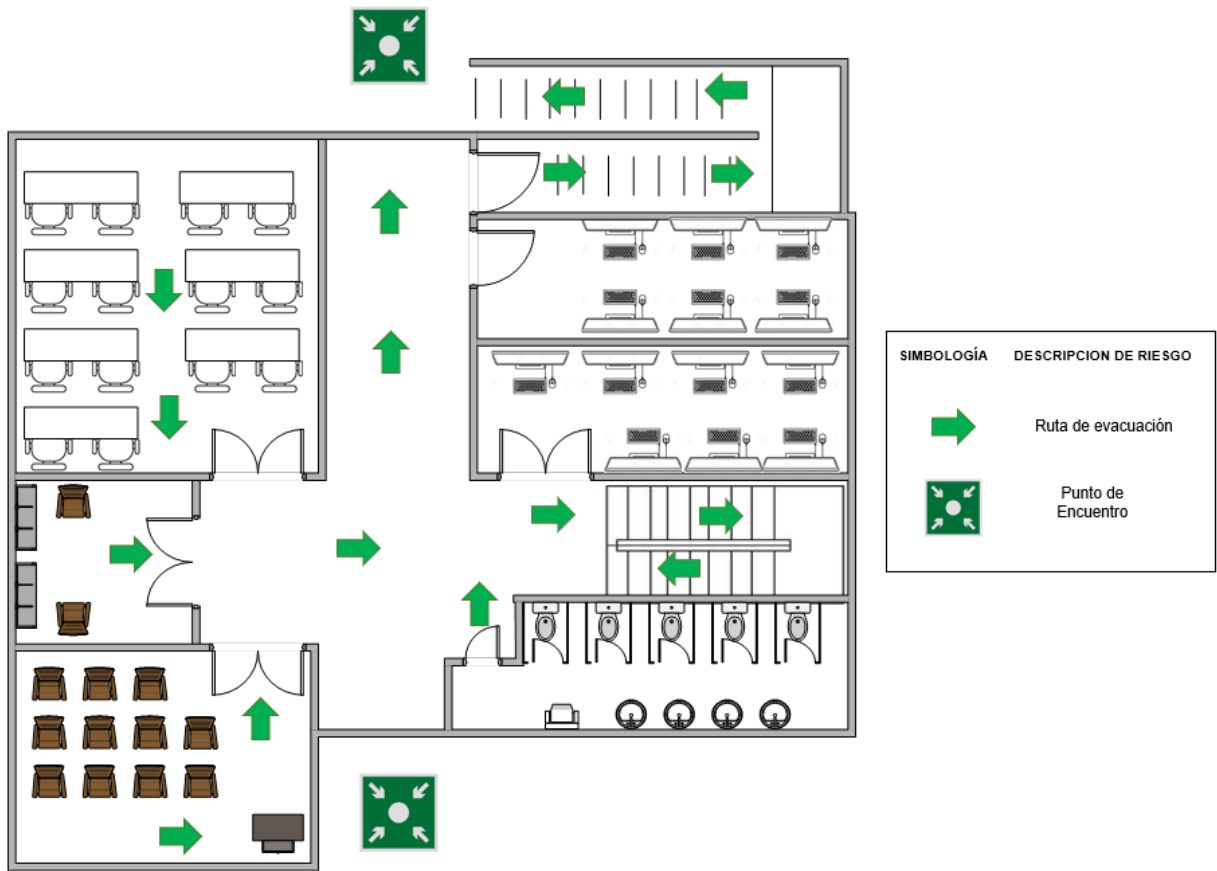 SIMBOLOGÍA DESCRIPCION DE RIESGO
Ruta de evacuación
Punto de
Encuentro